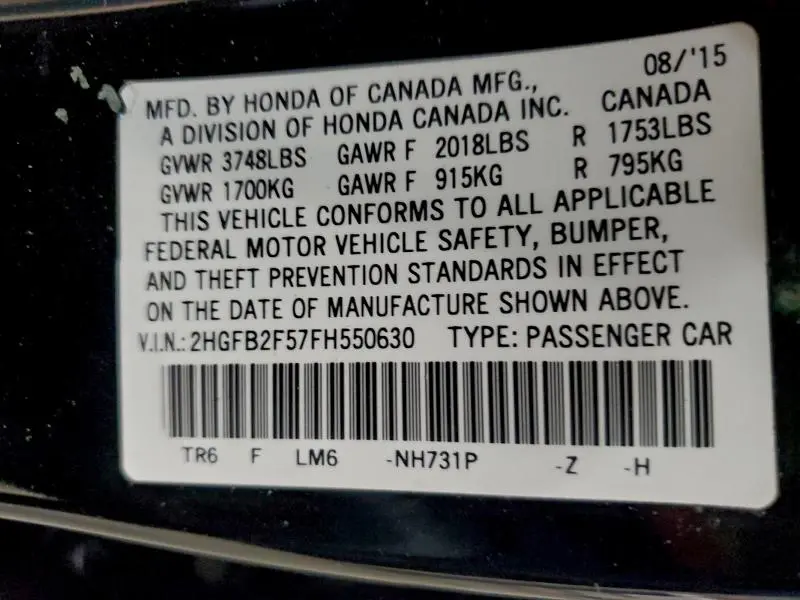 08/'15
MFD. BY HONDA OF CANADA MFG., CANADA
A DIVISION OF HONDA CANADA INC.
GVWR 3748LBS GAWR F 2018LBS R 1753LBS
GVWR 1700KG GAWR F 915KG R 795KG
THIS VEHICLE CONFORMS TO ALL APPLICABLE
FEDERAL MOTOR VEHICLE SAFETY, BUMPER,
AND THEFT PREVENTION STANDARDS IN EFFECT
ON THE DATE OF MANUFACTURE SHOWN ABOVE.
V.I.N.: 2HGFB2F57FH550630 TYPE: PASSENGER CAR
TR6 F LM6 -NH731P -Z -H